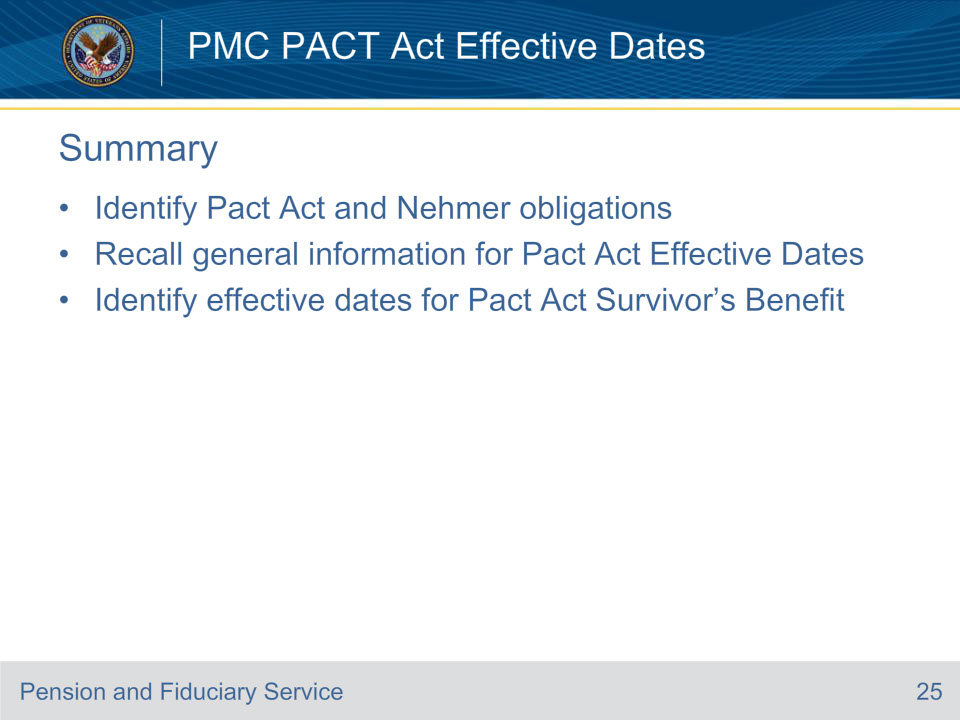 PMC PACT Act Effective Dates
Summary
• Identify Pact Act and Nehmer obligations
• Recall general information for Pact Act Effective Dates
• Identify effective dates for Pact Act Survivor’s Benefit
Pension and Fiduciary Service 25